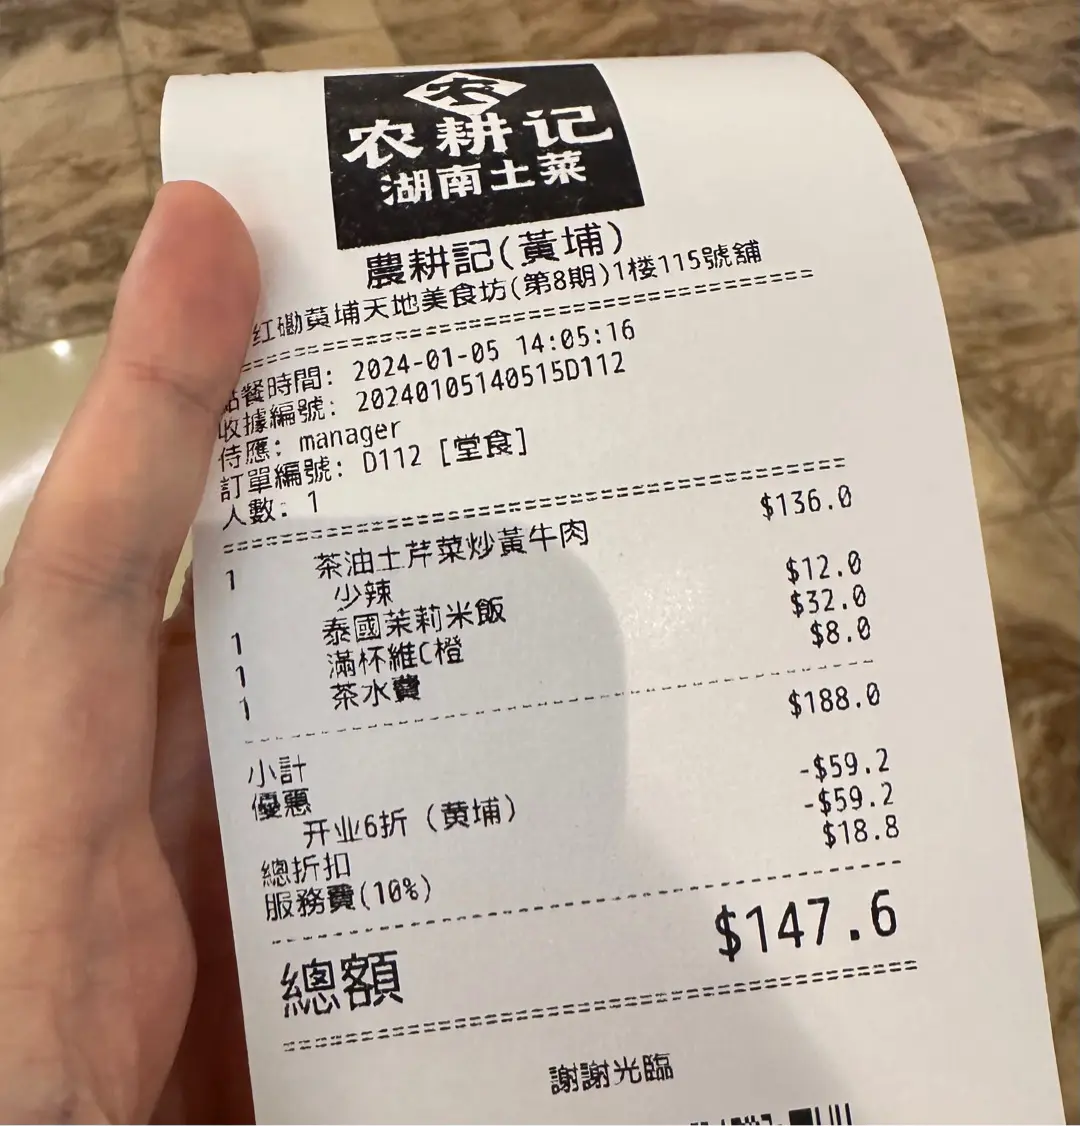 农
农耕记
湖南土菜
農耕記(黃埔)
红磡黄埔天地美食坊(第8期)1楼115號舖
點餐時間: 2024-01-05 14:05:16
收據編號: 20240105140515D112
侍應: manager
訂單編號: D112 [堂食]
人數: 1
1 茶油土芹菜炒黃牛肉 $136.0
少辣
1 泰國茉莉米飯 $12.0
1 滿杯維C橙 $32.0
1 茶水費 $8.0
小計 $188.0
優惠 -$59.2
开业6折 (黄埔)
總折扣 -$59.2
服務費(10%) $18.8
總額 $147.6
謝謝光臨